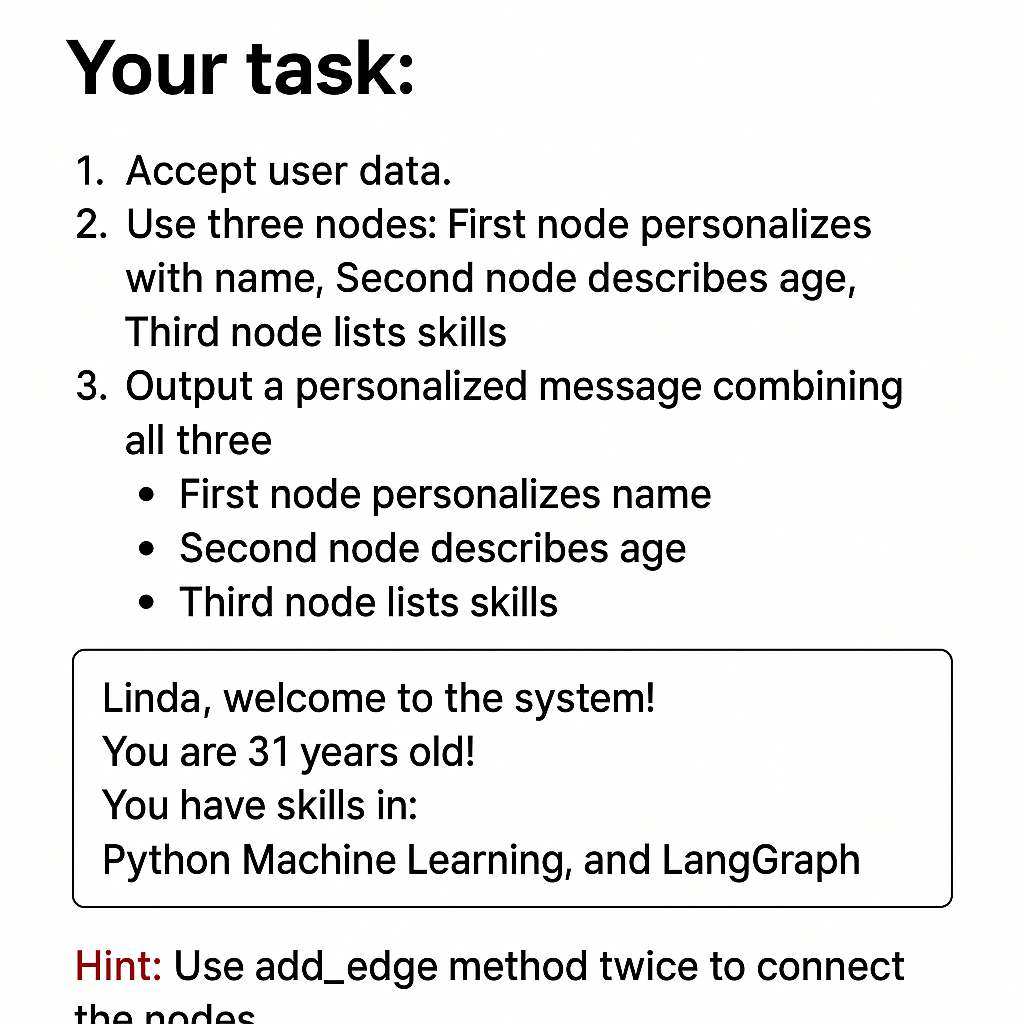 Your task:
1. Accept user data.
2. Use three nodes: First node personalizes
with name, Second node describes age,
Third node lists skills
3. Output a personalized message combining
all three
• First node personalizes name
• Second node describes age
• Third node lists skills
Linda, welcome to the system!
You are 31 years old!
You have skills in:
Python Machine Learning, and LangGraph
Hint: Use add_edge method twice to connect
the nodes